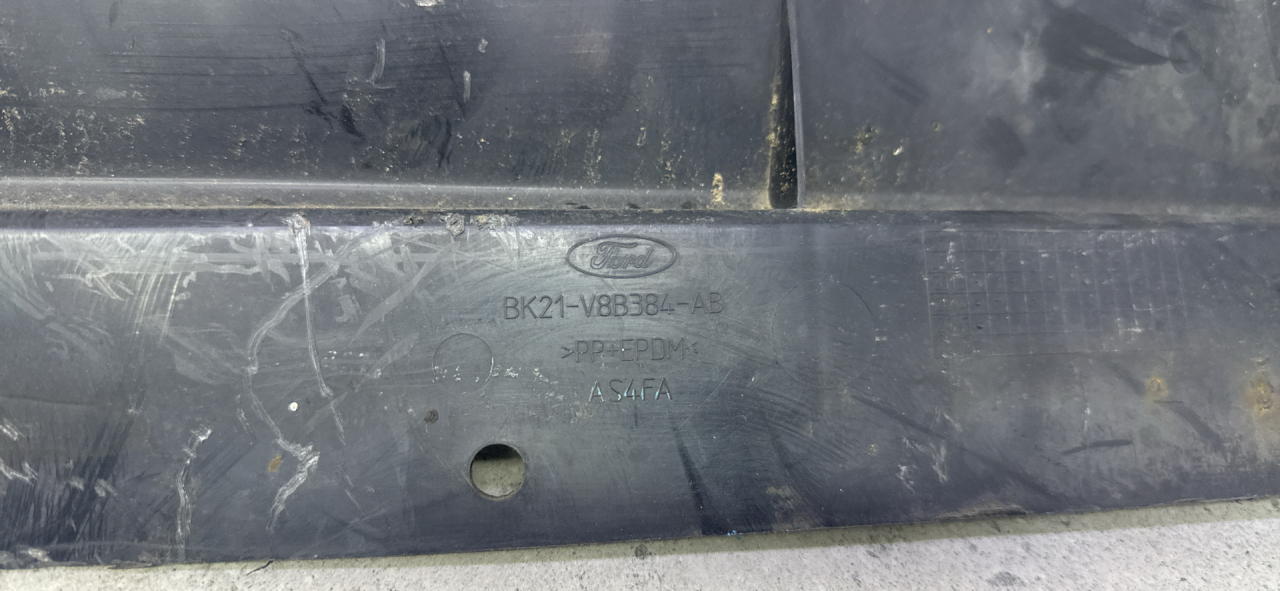 Ford
BK21-V8B384-AB
>PP+EPDM<
AS4FA